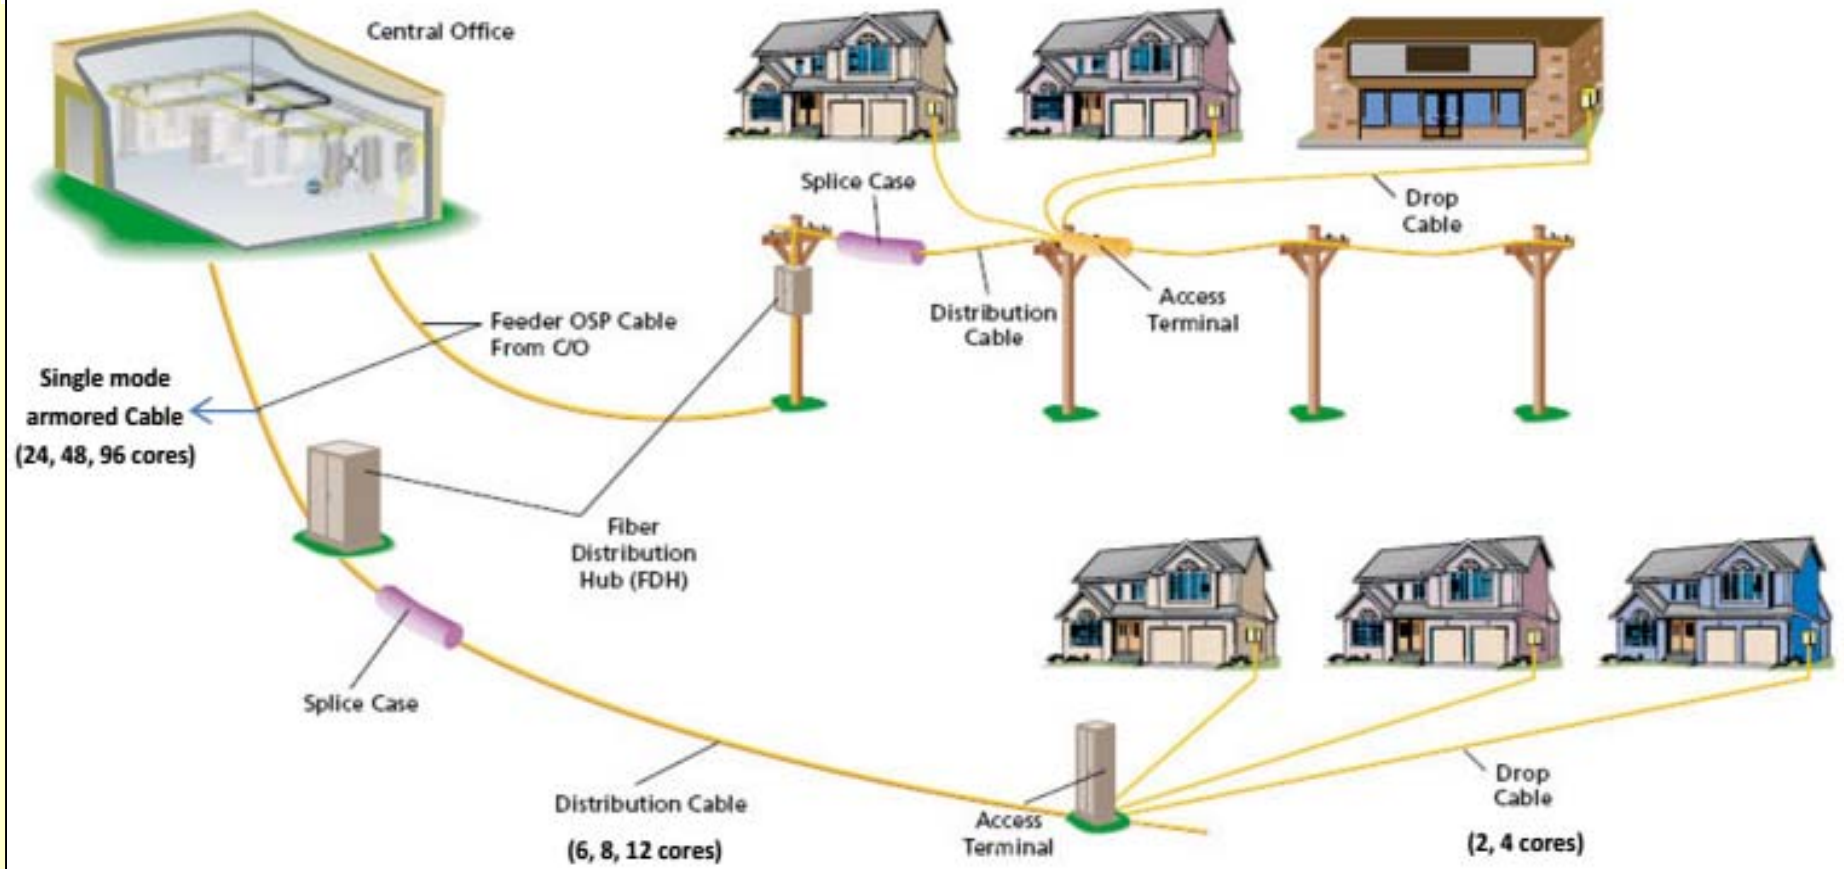 Central Office
Splice Case
Drop
Cable
Feeder OSP Cable
From C/O
Distribution
Cable
Access
Terminal
Single mode
armored Cable
(24, 48, 96 cores)
Fiber
Distribution
Hub (FDH)
Splice Case
Distribution Cable
(6, 8, 12 cores)
Access
Terminal
Drop
Cable
(2, 4 cores)